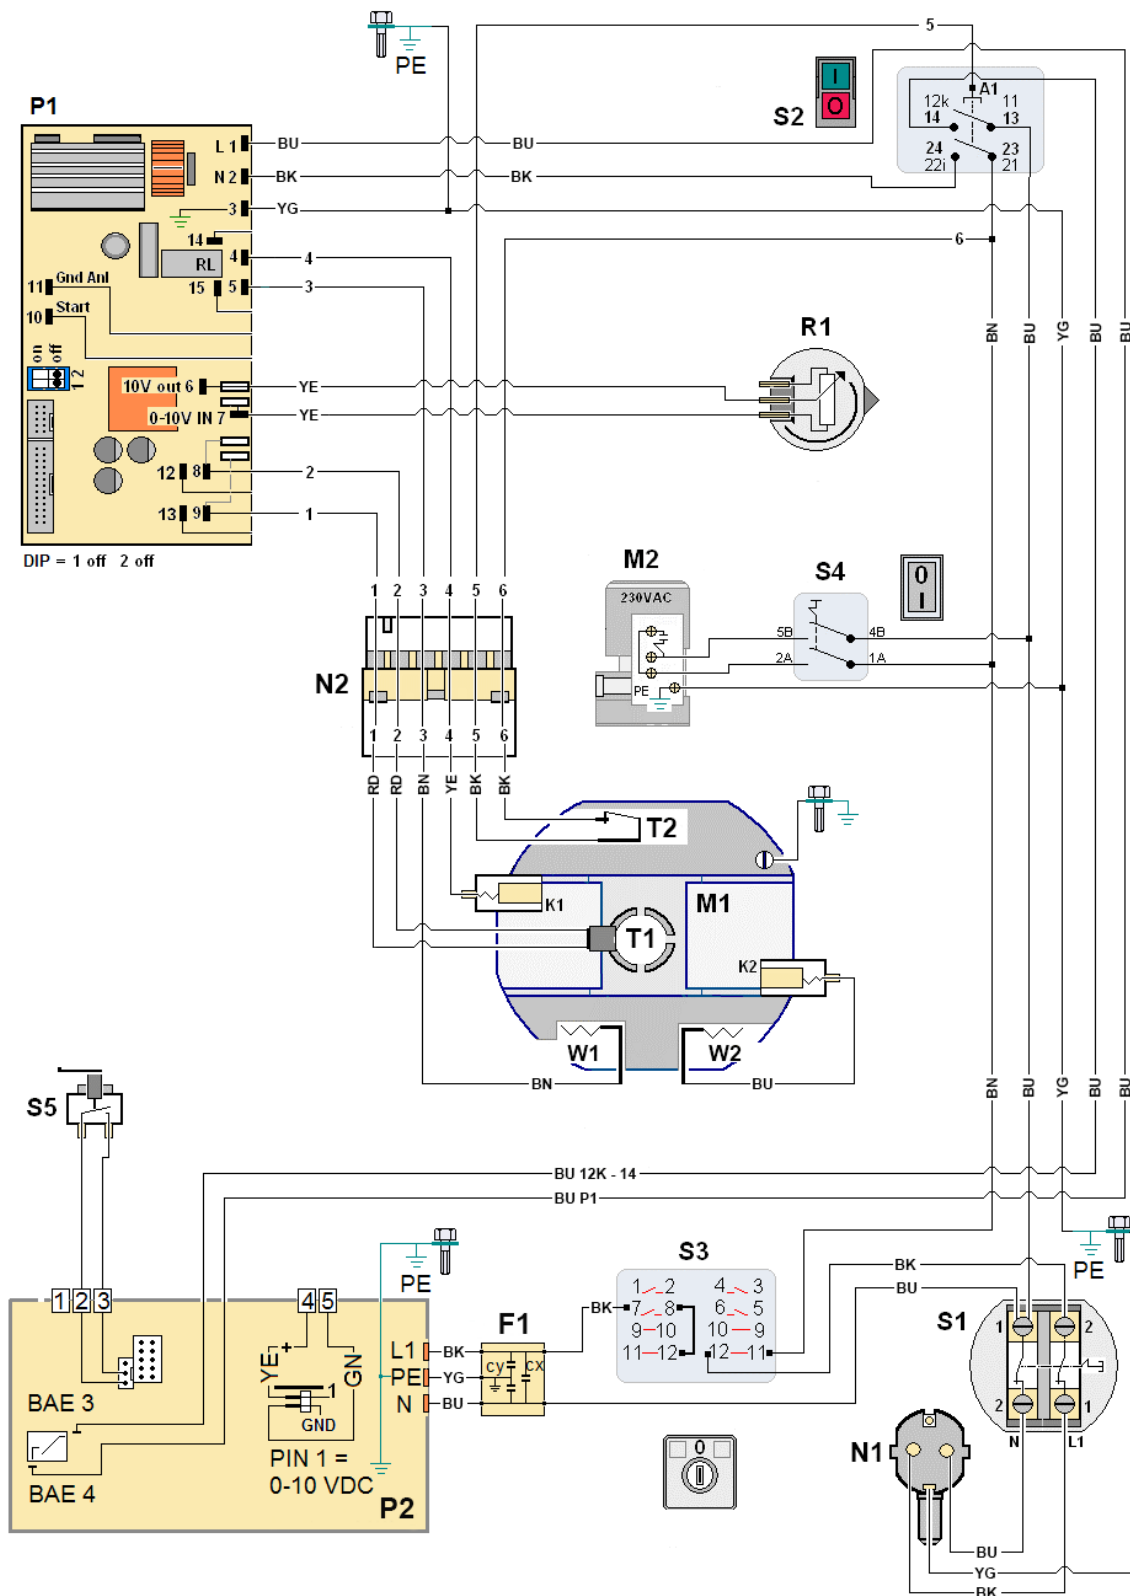 5
PE
I
O
S2
A1
12k
11
14
13
24
23
22i
21
P1
L 1
BU
BU
N 2
BK
BK
3
YG
14
4
4
6
RL
15
5
3
11
Gnd Anl
10
Start
on
off
1 2
10V out 6
YE
0-10V IN 7
YE
R1
BN
BU
YG
BU
BU
12
8
2
13
9
1
DIP = 1 off 2 off
1 2 3 4 5 6
M2
230VAC
S4
0
I
5B
4B
2A
1A
PE
N2
1 2 3 4 5 6
RD
RD
BN
YE
BK
BK
T2
K1
M1
T1
K2
W1
W2
BN
BU
BN
BU
YG
BU
BU
S5
BU 12K - 14
BU P1
PE
S3
BK
BU
PE
1 2 3
4 5
F1
BK
1 2
4 3
7 8
6 5
9 10
10 9
11 12
12 11
S1
1
2
2
1
N
L1
L1
BK
PE
YG
N
BU
cy
cx
YE
+
1
GND
GN
BAE 3
BAE 4
PIN 1 =
0-10 VDC
P2
0
N1
BU
YG
BK